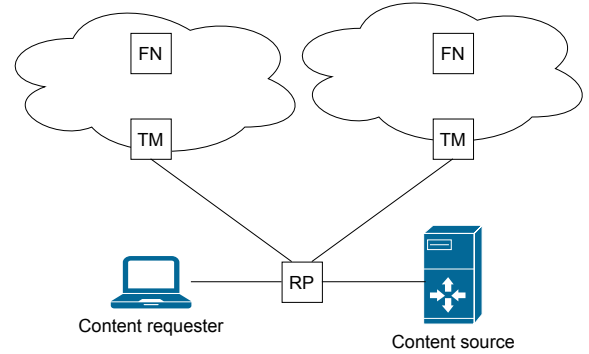 FN
FN
TM
TM
RP
Content requester
Content source